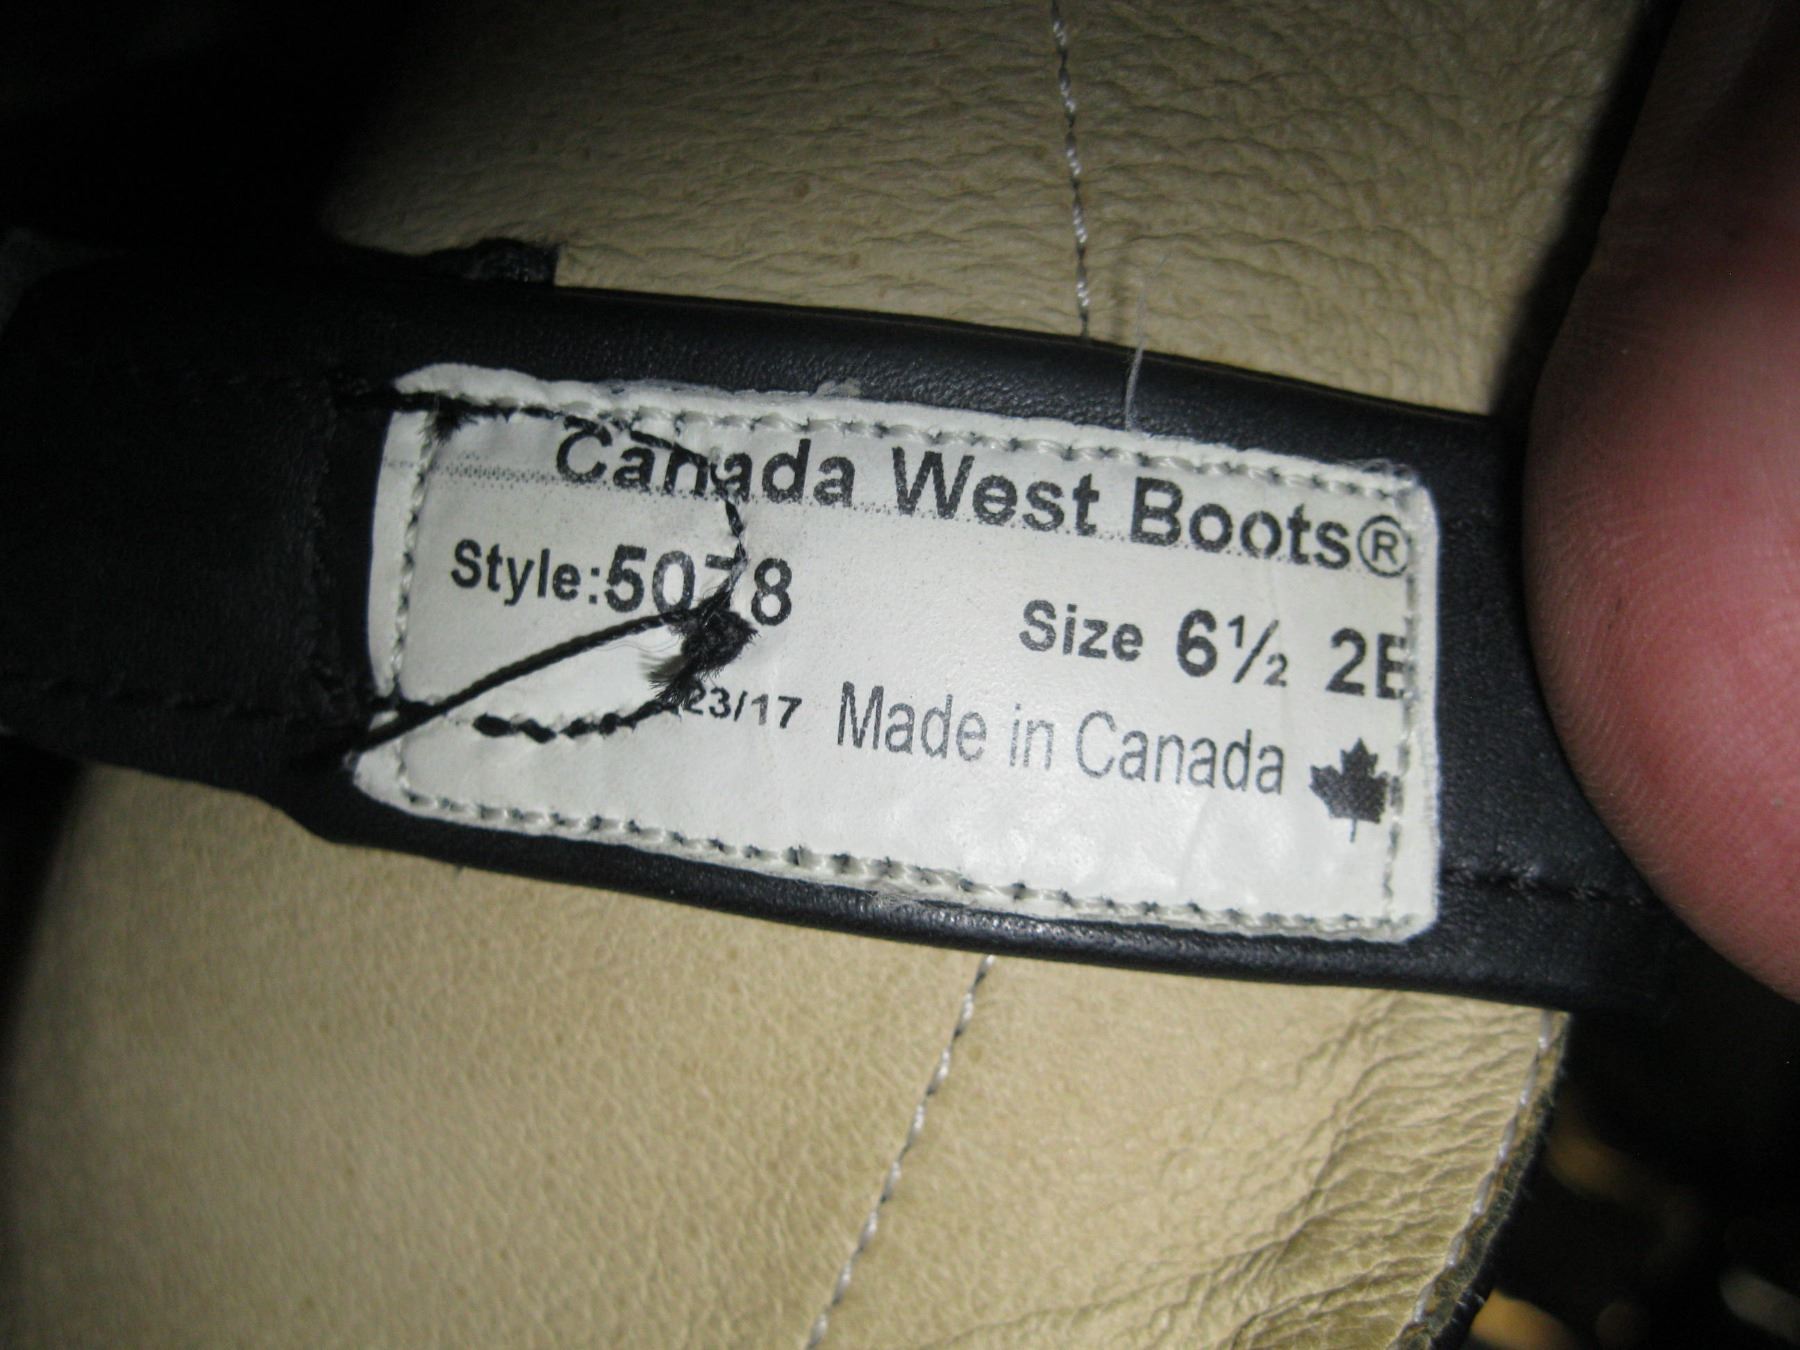 Canada West Boots®
Style:5078
Size 6½ 2E
23/17 Made in Canada